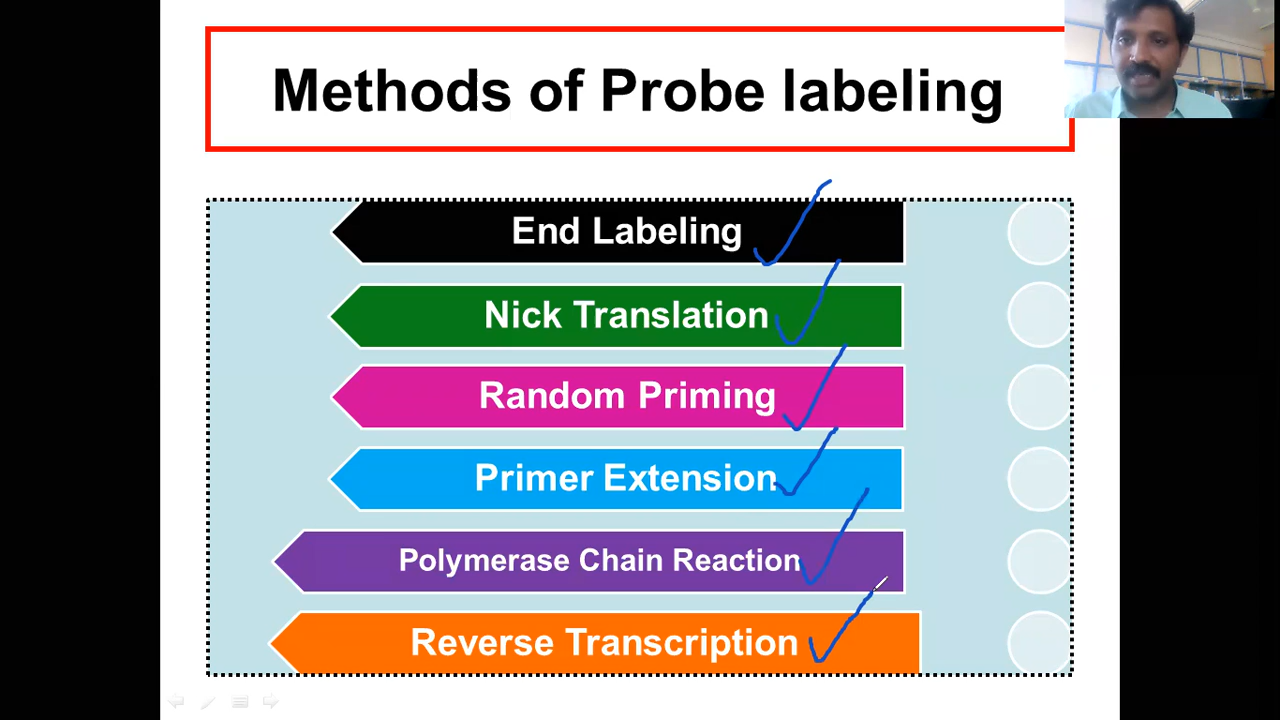 Methods of Probe labeling
End Labeling
Nick Translation
Random Priming
Primer Extension
Polymerase Chain Reaction
Reverse Transcription